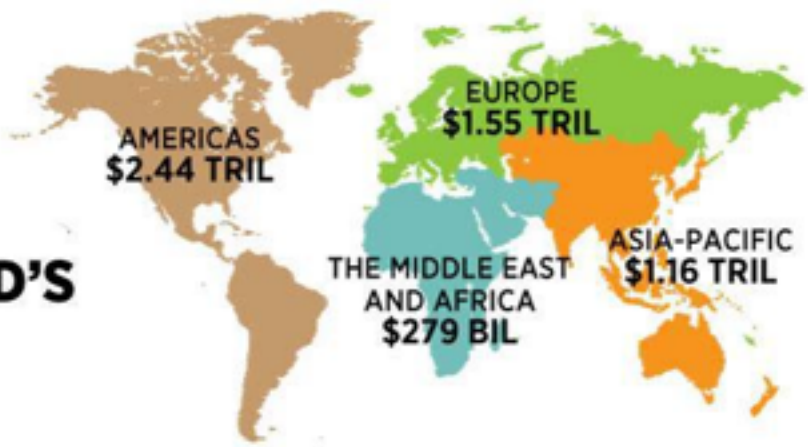 EUROPE
$1.55 TRIL
AMERICAS
$2.44 TRIL
ASIA-PACIFIC
$1.16 TRIL
THE MIDDLE EAST
AND AFRICA
$279 BIL
D'S